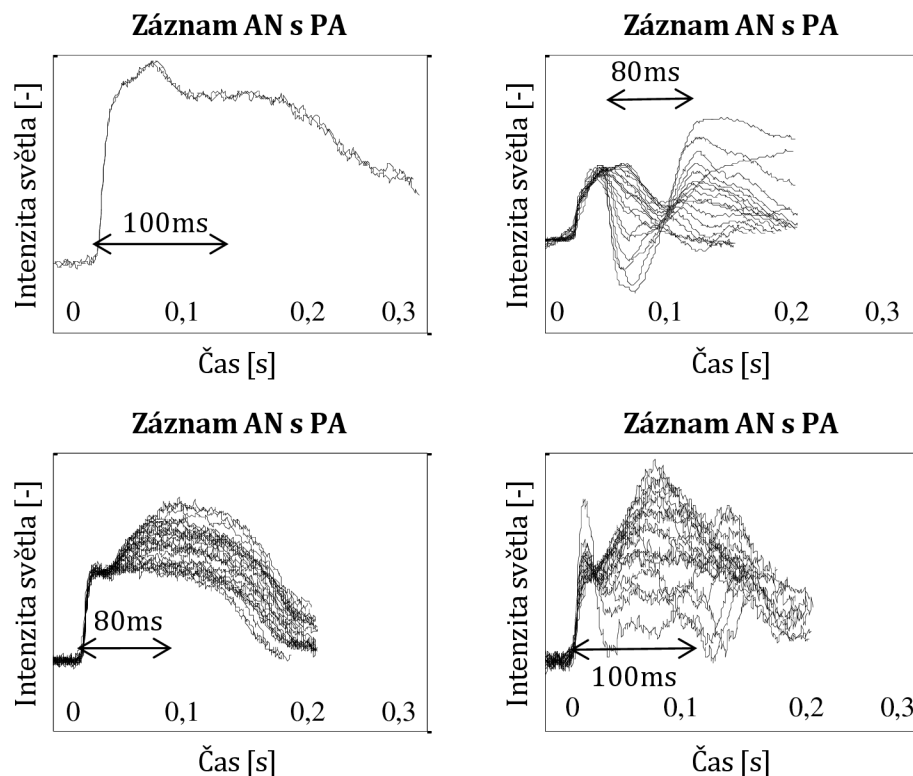 Záznam AN s PA
Intenzita světla [-]
100ms
0 0,1 0,2 0,3
Čas [s]
Záznam AN s PA
Intenzita světla [-]
80ms
0 0,1 0,2 0,3
Čas [s]
Záznam AN s PA
Intenzita světla [-]
80ms
0 0,1 0,2 0,3
Čas [s]
Záznam AN s PA
Intenzita světla [-]
100ms
0 0,1 0,2 0,3
Čas [s]